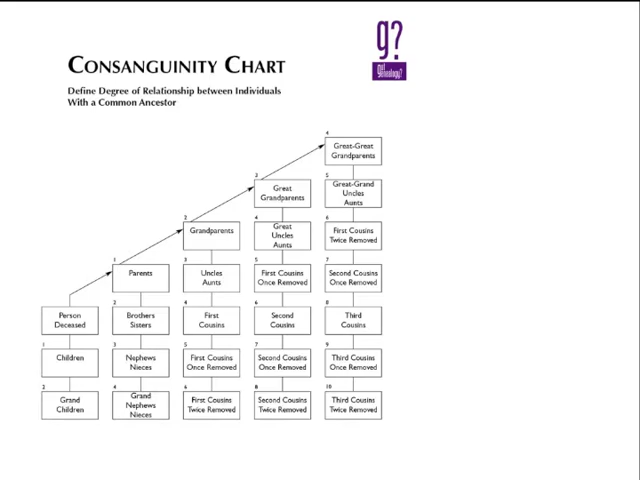 g?
got
genealogy?
CONSANGUINITY CHART
Define Degree of Relationship between Individuals
With a Common Ancestor
4
Great-Great
Grandparents
3
Great
Grandparents
5
Great-Grand
Uncles
Aunts
2
Grandparents
4
Great
Uncles
Aunts
6
First Cousins
Twice Removed
1
Parents
3
Uncles
Aunts
5
First Cousins
Once Removed
7
Second Cousins
Once Removed
Person
Deceased
2
Brothers
Sisters
4
First
Cousins
6
Second
Cousins
8
Third
Cousins
1
Children
3
Nephews
Nieces
5
First Cousins
Once Removed
7
Second Cousins
Once Removed
9
Third Cousins
Once Removed
2
Grand
Children
4
Grand
Nephews
Nieces
6
First Cousins
Twice Removed
8
Second Cousins
Twice Removed
10
Third Cousins
Twice Removed